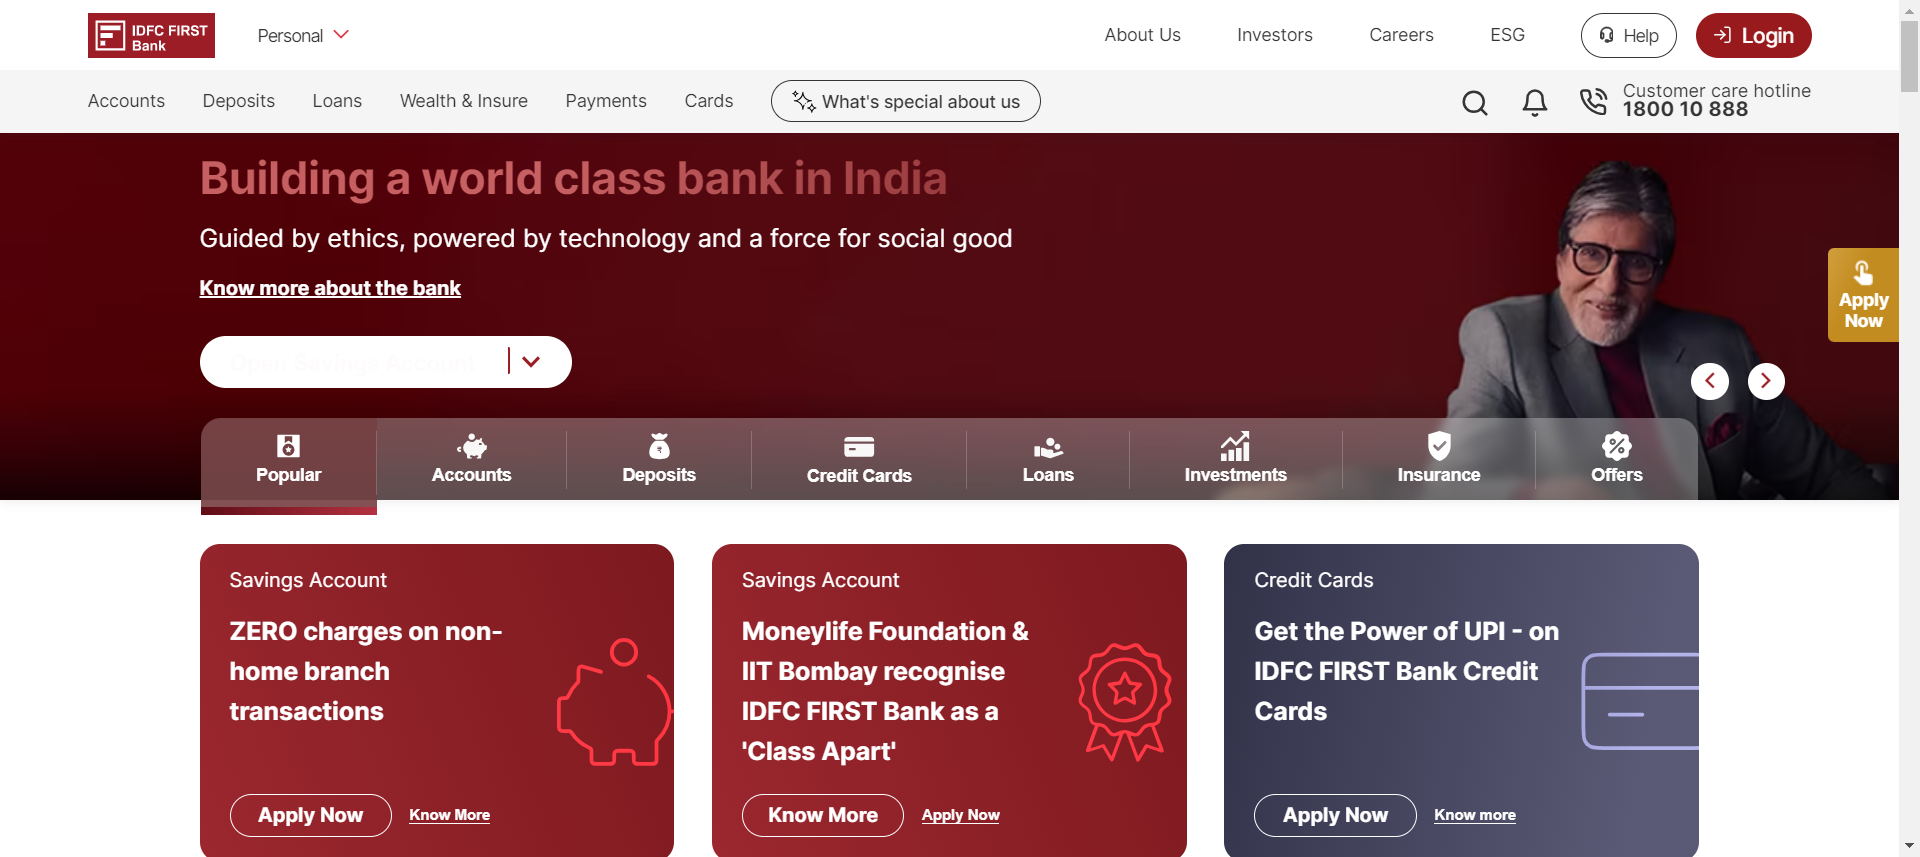 IDFC FIRST
Bank
Personal
About Us
Investors
Careers
ESG
Help
Login
Accounts
Deposits
Loans
Wealth & Insure
Payments
Cards
What's special about us
Customer care hotline
1800 10 888
Building a world class bank in India
Guided by ethics, powered by technology and a force for social good
Know more about the bank
Open Savings Account
Apply
Now
Popular
Accounts
Deposits
Credit Cards
Loans
Investments
Insurance
Offers
Savings Account
ZERO charges on non-
home branch
transactions
Apply Now
Know More
Savings Account
Moneylife Foundation &
IIT Bombay recognise
IDFC FIRST Bank as a
'Class Apart'
Know More
Apply Now
Credit Cards
Get the Power of UPI - on
IDFC FIRST Bank Credit
Cards
Apply Now
Know more